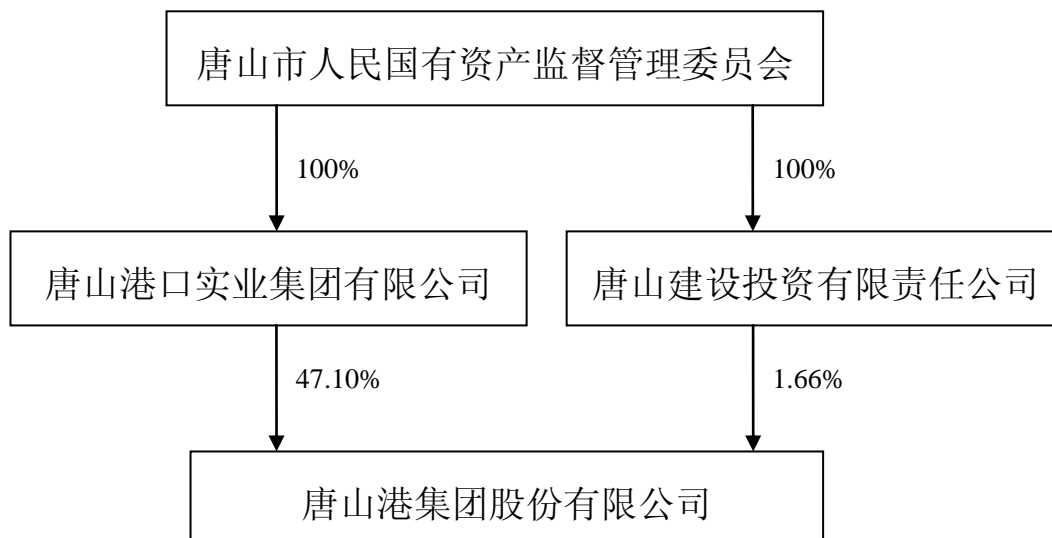 唐山市人民国有资产监督管理委员会
100%
100%
唐山港口实业集团有限公司
唐山建设投资有限责任公司
47.10%
1.66%
唐山港集团股份有限公司